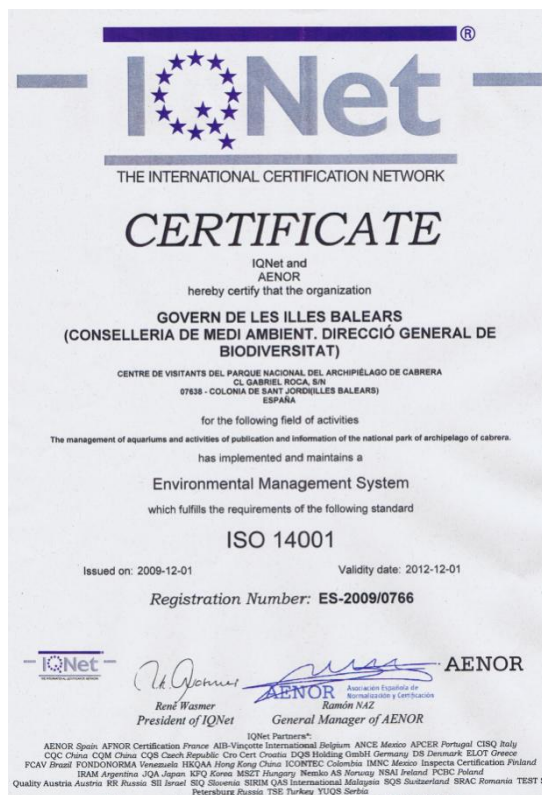 IQNet ®
THE INTERNATIONAL CERTIFICATION NETWORK
CERTIFICATE
IQNet and
AENOR
hereby certify that the organization
GOVERN DE LES ILLES BALEARS
(CONSELLERIA DE MEDI AMBIENT. DIRECCIÓ GENERAL DE
BIODIVERSITAT)
CENTRE DE VISITANTS DEL PARQUE NACIONAL DEL ARCHIPIÉLAGO DE CABRERA
CL GABRIEL ROCA, S/N
07638 - COLONIA DE SANT JORDI(ILLES BALEARS)
ESPAÑA
for the following field of activities
The management of aquariums and activities of publication and information of the national park of archipelago of cabrera.
has implemented and maintains a
Environmental Management System
which fulfills the requirements of the following standard
ISO 14001
Issued on: 2009-12-01 Validity date: 2012-12-01
Registration Number: ES-2009/0766
IQNet
THE INTERNATIONAL CERTIFICATION NETWORK
AENOR
AENOR Asociación Española de
Normalización y Certificación
René Wasmer Ramón NAZ
President of IQNet General Manager of AENOR
IQNet Partners*:
AENOR Spain AFNOR Certification France AIB-Vinçotte International Belgium ANCE Mexico APCER Portugal CISQ Italy
CQC China CQM China CQS Czech Republic Cro Cert Croatia DQS Holding GmbH Germany DS Denmark ELOT Greece
FCAV Brazil FONDONORMA Venezuela HKQAA Hong Kong China ICONTEC Colombia IMNC Mexico Inspecta Certification Finland
IRAM Argentina JQA Japan KFQ Korea MSZT Hungary Nemko AS Norway NSAI Ireland PCBC Poland
Quality Austria Austria RR Russia SII Israel SIQ Slovenia SIRIM QAS International Malaysia SQS Switzerland SRAC Romania TEST
Petersburg Russia TSE Turkey YUQS Serbia